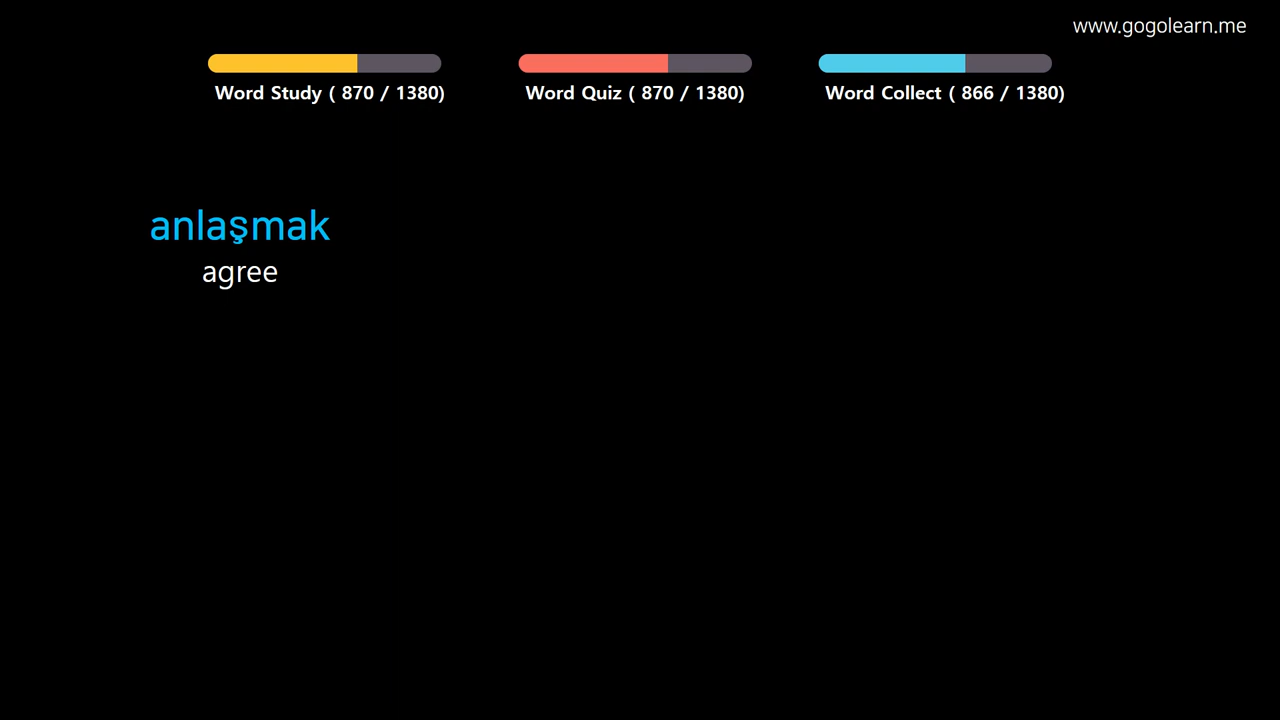 www.gogolearn.me
Word Study ( 870 / 1380)
Word Quiz ( 870 / 1380)
Word Collect ( 866 / 1380)
anlaşmak
agree